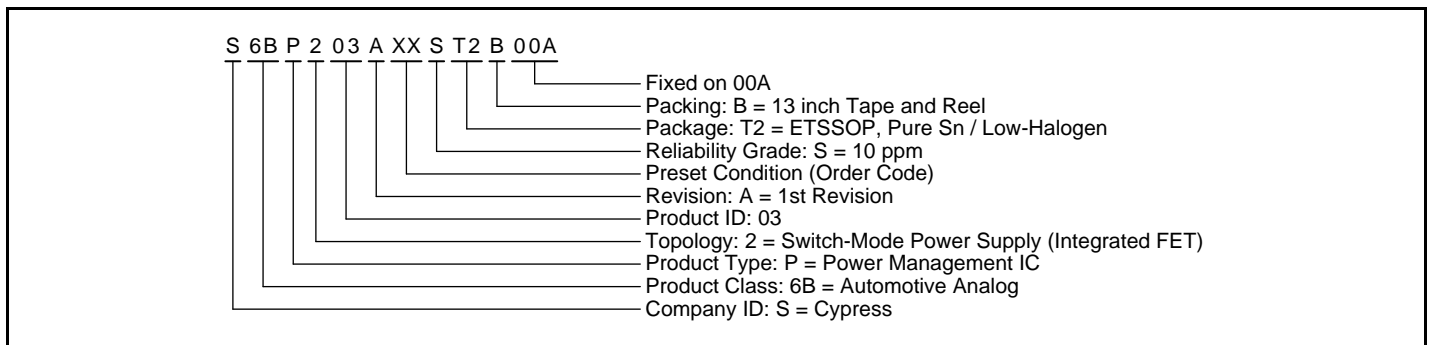 S 6B P 2 03 A XX S T2 B 00A
Fixed on 00A
Packing: B = 13 inch Tape and Reel
Package: T2 = ETSSOP, Pure Sn / Low-Halogen
Reliability Grade: S = 10 ppm
Preset Condition (Order Code)
Revision: A = 1st Revision
Product ID: 03
Topology: 2 = Switch-Mode Power Supply (Integrated FET)
Product Type: P = Power Management IC
Product Class: 6B = Automotive Analog
Company ID: S = Cypress